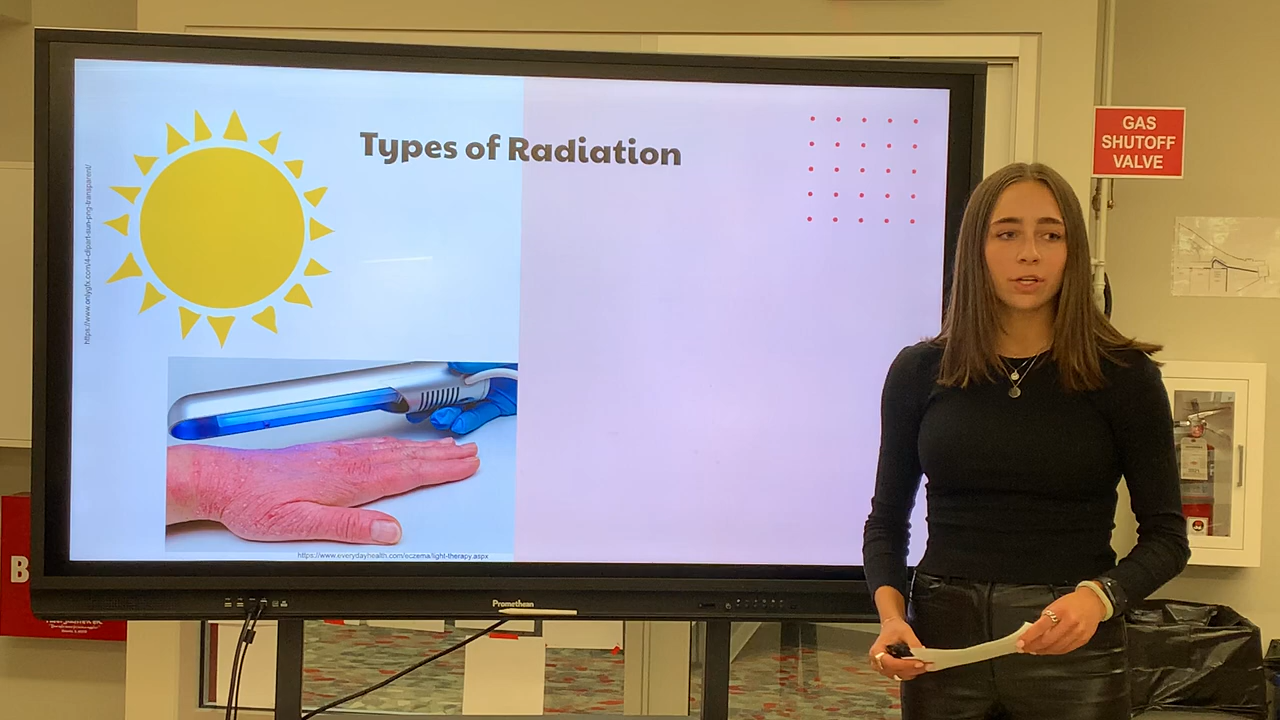 Types of Radiation
https://www.onlygfx.com/4-clipart-sun-png-transparent/
https://www.everydayhealth.com/eczema/light-therapy.aspx
Promethean
GAS
SHUTOFF
VALVE
B